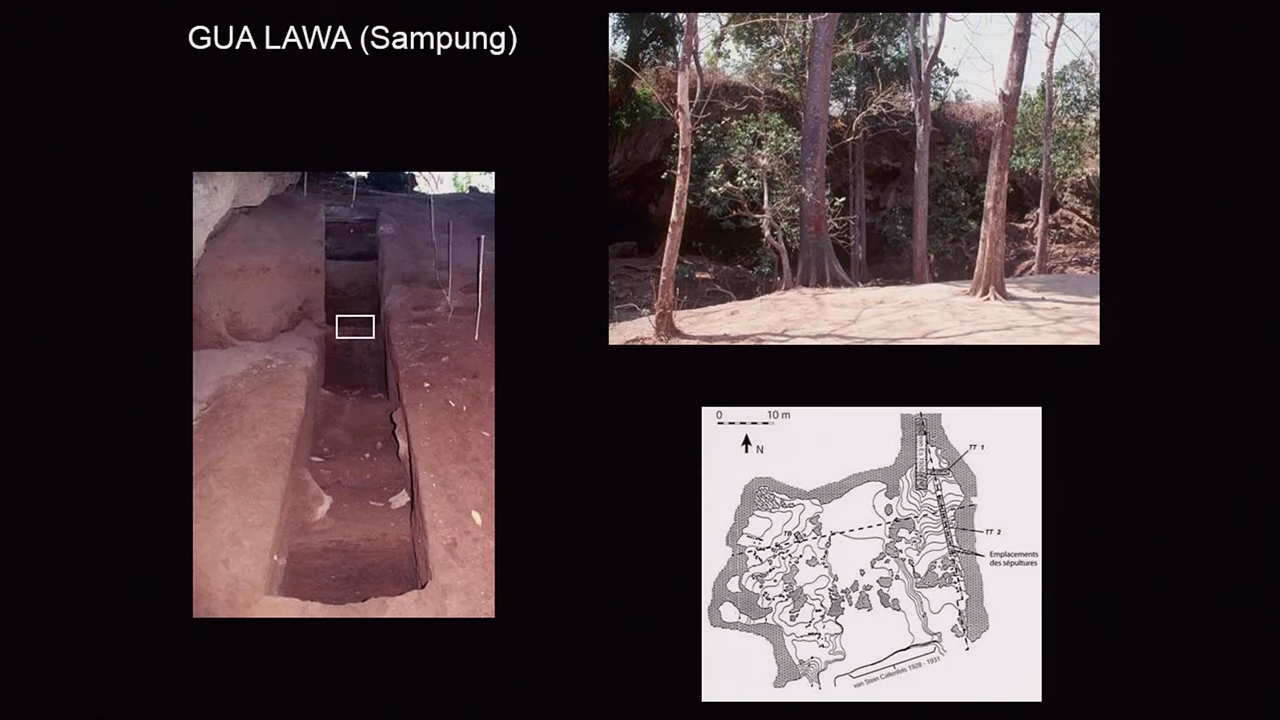 GUA LAWA (Sampung)
0 10 m
N
TT 1
TT 2
Emplacements
des sépultures
van Stein Callenfels 1928 - 1931